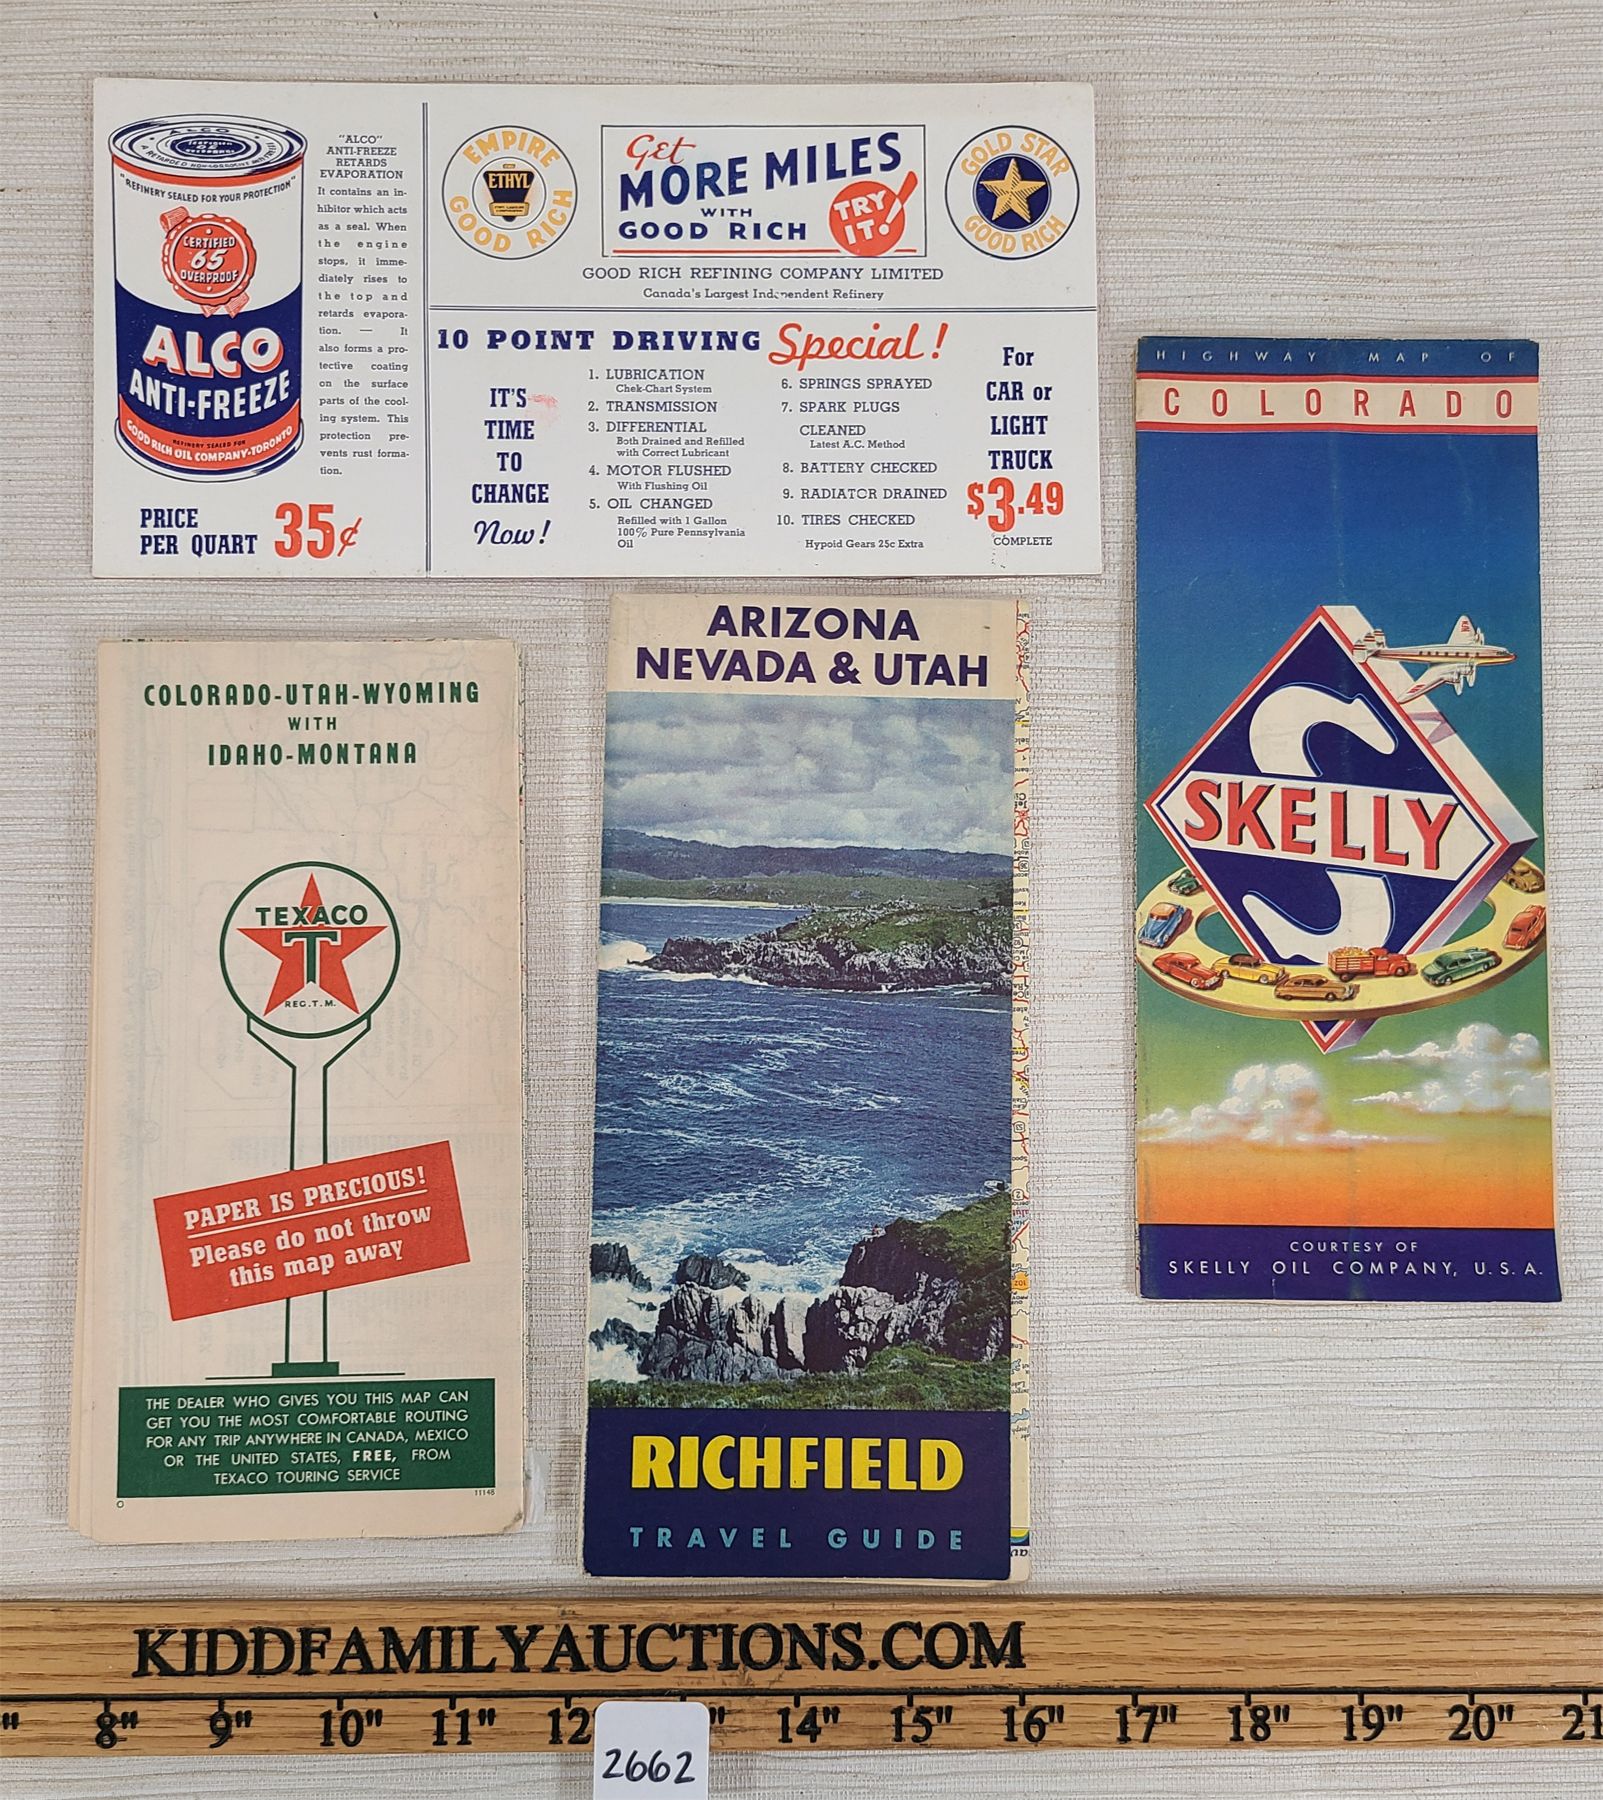 ALCO
"REFINERY SEALED FOR YOUR PROTECTION"
CERTIFIED
65
OVERPROOF
ALCO
ANTI-FREEZE
REFINERY SEALED FOR
GOOD RICH OIL COMPANY-TORONTO
PRICE
PER QUART 35¢
"ALCO"
ANTI-FREEZE
RETARDS
EVAPORATION
It contains an in-
hibitor which acts
as a seal. When
the engine
stops, it imme-
diately rises to
the top and
retards evapora-
tion. — It
also forms a pro-
tective coating
on the surface
parts of the cool-
ing system. This
protection pre-
vents rust forma-
tion.
EMPIRE
ETHYL
GOOD RICH
Get
MORE MILES
WITH
GOOD RICH
TRY
IT!
GOLD STAR
GOOD RICH
GOOD RICH REFINING COMPANY LIMITED
Canada's Largest Independent Refinery
10 POINT DRIVING Special!
IT'S
TIME
TO
CHANGE
Now!
1. LUBRICATION
Chek-Chart System
2. TRANSMISSION
3. DIFFERENTIAL
Both Drained and Refilled
with Correct Lubricant
4. MOTOR FLUSHED
With Flushing Oil
5. OIL CHANGED
Refilled with 1 Gallon
100% Pure Pennsylvania
Oil
6. SPRINGS SPRAYED
7. SPARK PLUGS
CLEANED
Latest A.C. Method
8. BATTERY CHECKED
9. RADIATOR DRAINED
10. TIRES CHECKED
Hypoid Gears 25c Extra
For
CAR or
LIGHT
TRUCK
$3.49
COMPLETE
HIGHWAY MAP OF
COLORADO
SKELLY
COURTESY OF
SKELLY OIL COMPANY, U.S.A.
COLORADO-UTAH-WYOMING
WITH
IDAHO-MONTANA
TEXACO
T
REG. T. M.
PAPER IS PRECIOUS!
Please do not throw
this map away
THE DEALER WHO GIVES YOU THIS MAP CAN
GET YOU THE MOST COMFORTABLE ROUTING
FOR ANY TRIP ANYWHERE IN CANADA, MEXICO
OR THE UNITED STATES, FREE, FROM
TEXACO TOURING SERVICE
11148
ARIZONA
NEVADA & UTAH
RICHFIELD
TRAVEL GUIDE
KIDDFAMILYAUCTIONS.COM
8" 9" 10" 11" 12 14" 15" 16" 17" 18" 19" 20" 21
2662